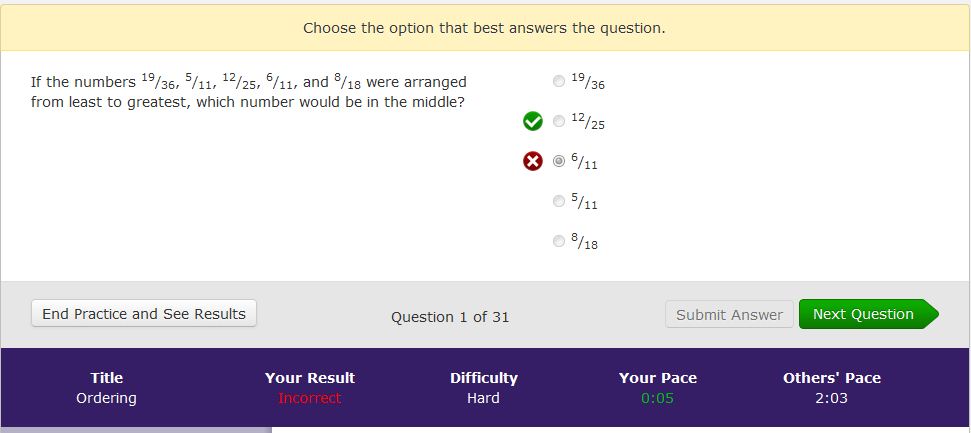 Choose the option that best answers the question.
If the numbers 19/36, 5/11, 12/25, 6/11, and 8/18 were arranged
from least to greatest, which number would be in the middle?
19/36
12/25
6/11
5/11
8/18
End Practice and See Results
Question 1 of 31
Submit Answer
Next Question
Title
Ordering
Your Result
Incorrect
Difficulty
Hard
Your Pace
0:05
Others' Pace
2:03